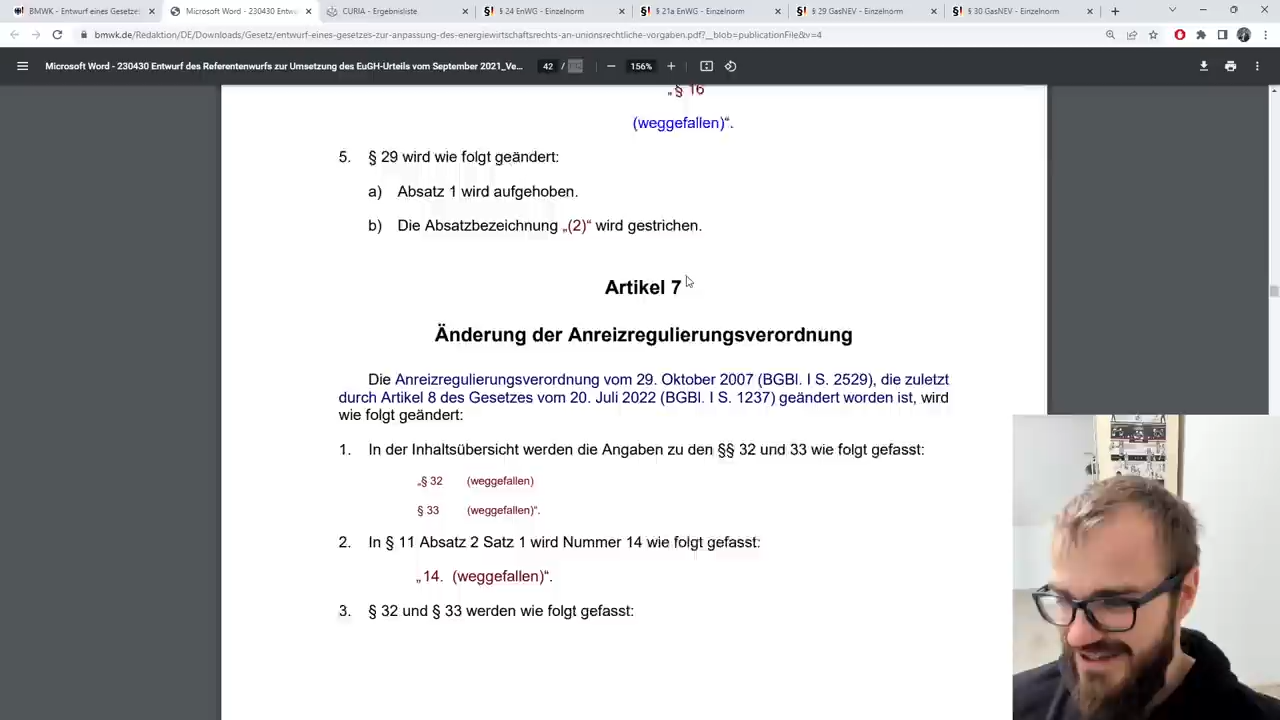 BMWK - Entwurf eines Gesetze
Microsoft Word - 230430 Entw
CURIA - Ergebnisliste
§ 24 EnWG - Einzelnorm
§ 21a EnWG - Einzelnorm
§ 29 GasNEV - Einzelnorm
§ 30 GasNEV - Einzelnorm
bmwk.de/Redaktion/DE/Downloads/Gesetz/entwurf-eines-gesetzes-zur-anpassung-des-energiewirtschaftsrechts-an-unionsrechtliche-vorgaben.pdf?__blob=publicationFile&v=4
Microsoft Word - 230430 Entwurf des Referentenwurfs zur Umsetzung des EuGH-Urteils vom September 2021_Ve...
42 /
156%
„§ 16
(weggefallen)“.
5. § 29 wird wie folgt geändert:
a) Absatz 1 wird aufgehoben.
b) Die Absatzbezeichnung „(2)“ wird gestrichen.
Artikel 7
Änderung der Anreizregulierungsverordnung
Die Anreizregulierungsverordnung vom 29. Oktober 2007 (BGBl. I S. 2529), die zuletzt
durch Artikel 8 des Gesetzes vom 20. Juli 2022 (BGBl. I S. 1237) geändert worden ist, wird
wie folgt geändert:
1. In der Inhaltsübersicht werden die Angaben zu den §§ 32 und 33 wie folgt gefasst:
„§ 32 (weggefallen)
§ 33 (weggefallen)“.
2. In § 11 Absatz 2 Satz 1 wird Nummer 14 wie folgt gefasst:
„14. (weggefallen)“.
3. § 32 und § 33 werden wie folgt gefasst: